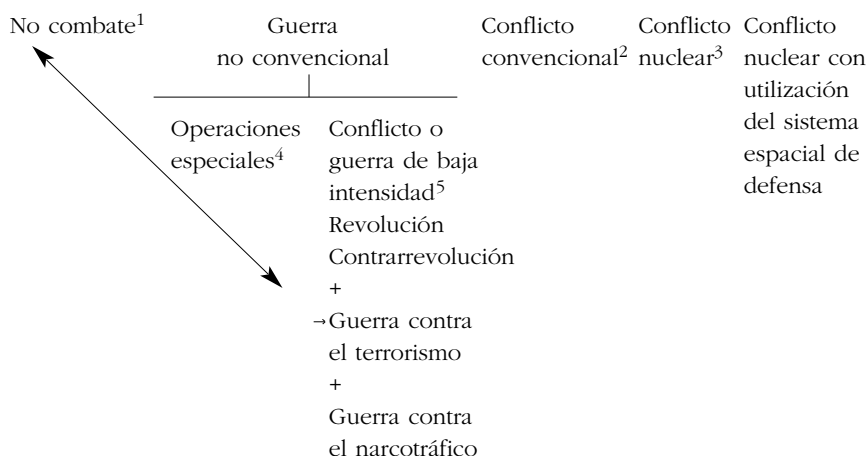 No combate¹
Guerra
no convencional
Conflicto
convencional²
Conflicto
nuclear³
Conflicto
nuclear con
utilización
del sistema
espacial de
defensa
Operaciones
especiales⁴
Conflicto o
guerra de baja
intensidad⁵
Revolución
Contrarrevolución
+
→Guerra contra
el terrorismo
+
Guerra contra
el narcotráfico